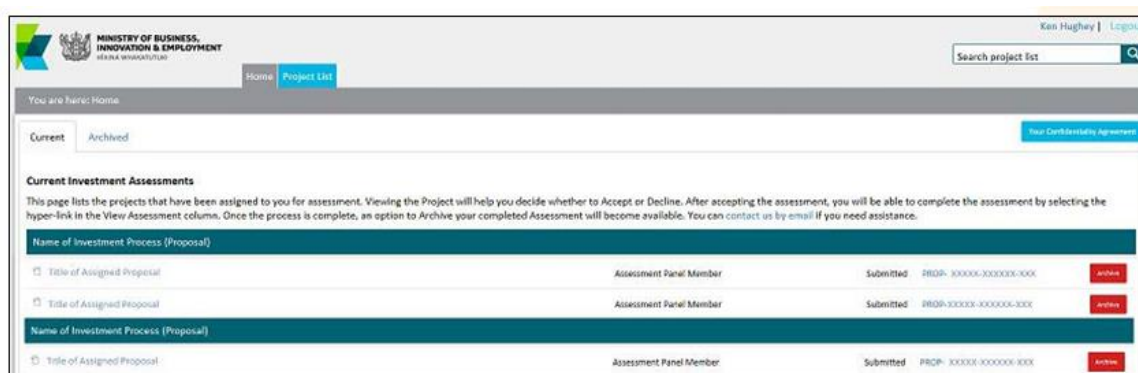 Ken Hughey | Logou
MINISTRY OF BUSINESS,
INNOVATION & EMPLOYMENT
HĪKINA WHAKATUTUKI
Search project list
Home Project List
You are here: Home
Current Archived
Your Confidentiality Agreement
Current Investment Assessments
This page lists the projects that have been assigned to you for assessment. Viewing the Project will help you decide whether to Accept or Decline. After accepting the assessment, you will be able to complete the assessment by selecting the
hyper-link in the View Assessment column. Once the process is complete, an option to Archive your completed Assessment will become available. You can contact us by email if you need assistance.
Name of Investment Process (Proposal)
Title of Assigned Proposal Assessment Panel Member Submitted PROP- XXXXX-XXXXXX-XXX Archive
Title of Assigned Proposal Assessment Panel Member Submitted PROP-XXXXX-XXXXXX-XXX Archive
Name of Investment Process (Proposal)
Title of Assigned Proposal Assessment Panel Member Submitted PROP- XXXXX-XXXXXX-XXX Archive